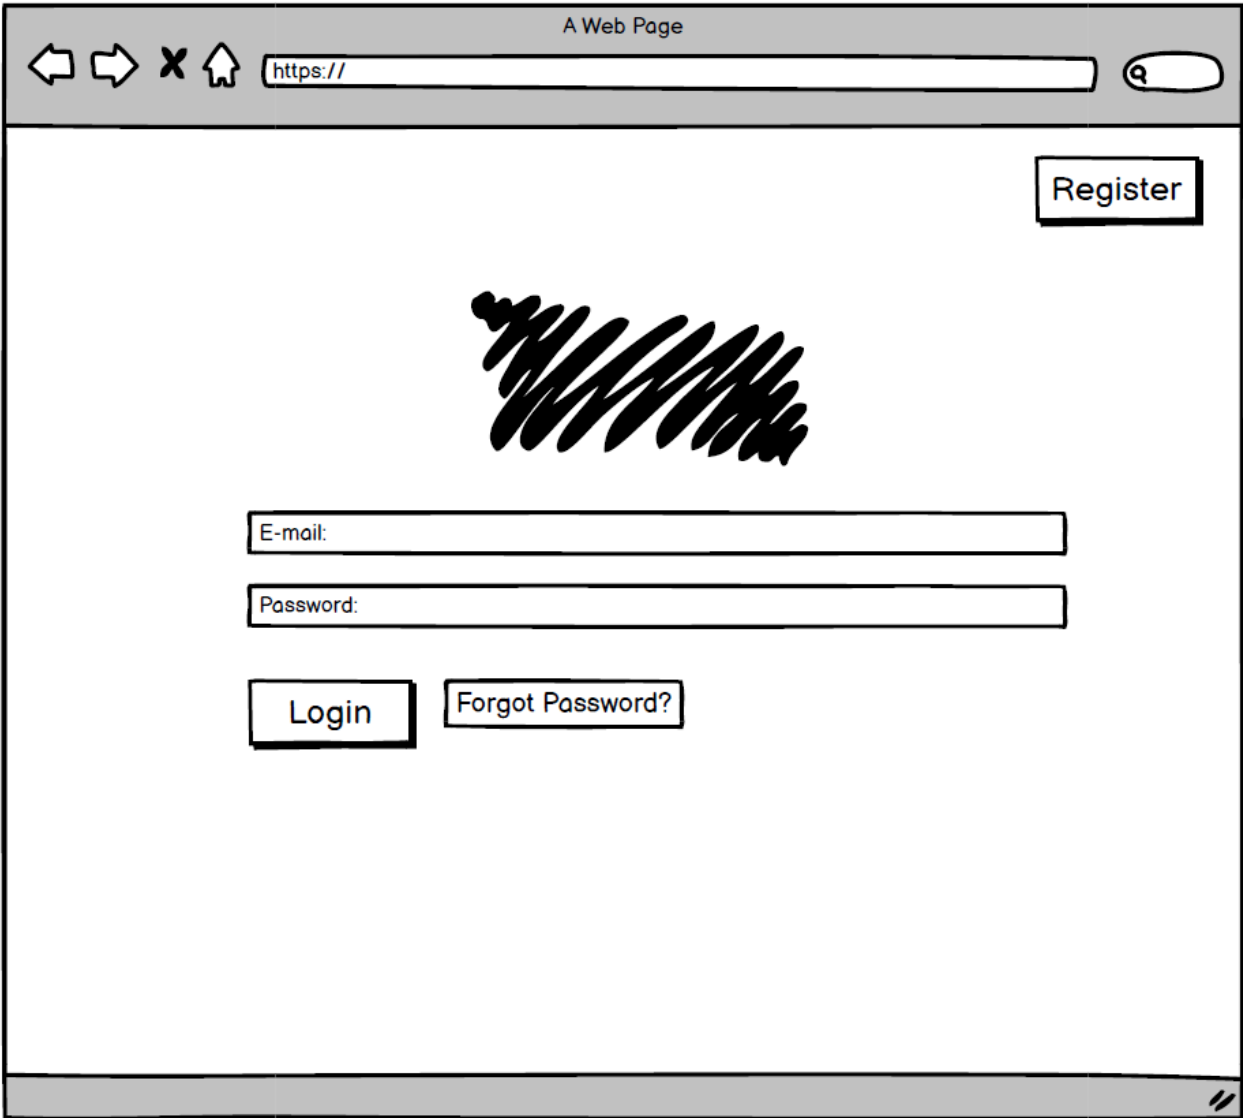 A Web Page
https://
Register
E-mail:
Password:
Login
Forgot Password?